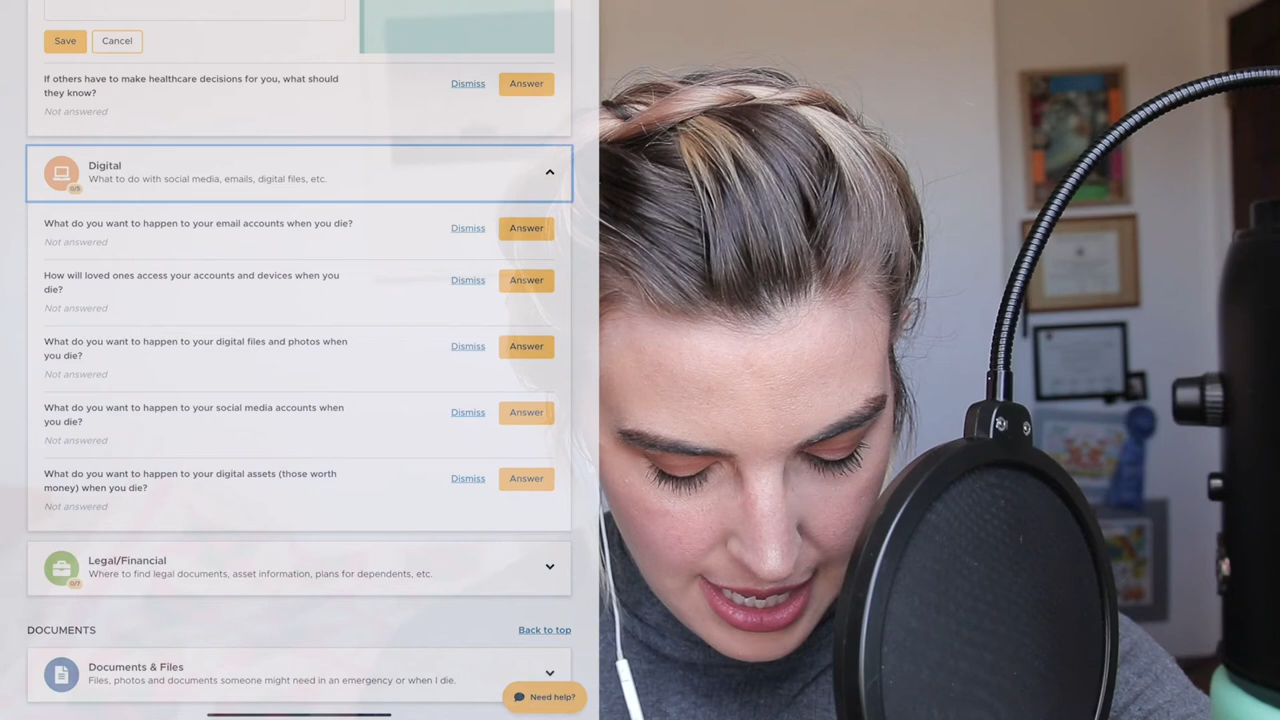 Save
Cancel
If others have to make healthcare decisions for you, what should
they know?
Dismiss
Answer
Not answered
Digital
What to do with social media, emails, digital files, etc.
0/5
What do you want to happen to your email accounts when you die?
Dismiss
Answer
Not answered
How will loved ones access your accounts and devices when you
die?
Dismiss
Answer
Not answered
What do you want to happen to your digital files and photos when
you die?
Dismiss
Answer
Not answered
What do you want to happen to your social media accounts when
you die?
Dismiss
Answer
Not answered
What do you want to happen to your digital assets (those worth
money) when you die?
Dismiss
Answer
Not answered
Legal/Financial
Where to find legal documents, asset information, plans for dependents, etc.
0/7
DOCUMENTS
Back to top
Documents & Files
Files, photos and documents someone might need in an emergency or when I die.
Need help?